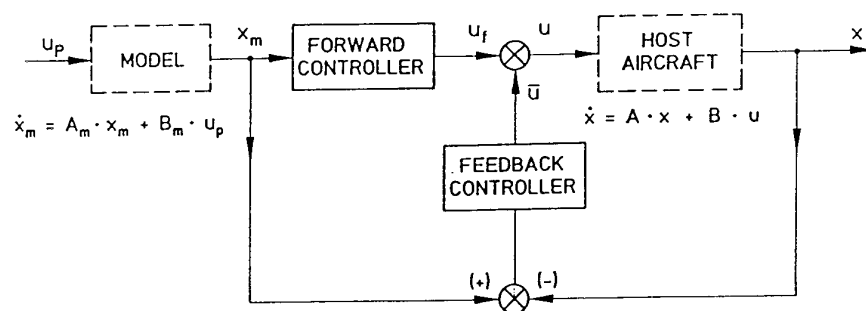 u_p
MODEL
x_m
FORWARD
CONTROLLER
u_f
u
HOST
AIRCRAFT
x
ẋ_m = A_m · x_m + B_m · u_p
ū
ẋ = A · x + B · u
FEEDBACK
CONTROLLER
(+)
(-)